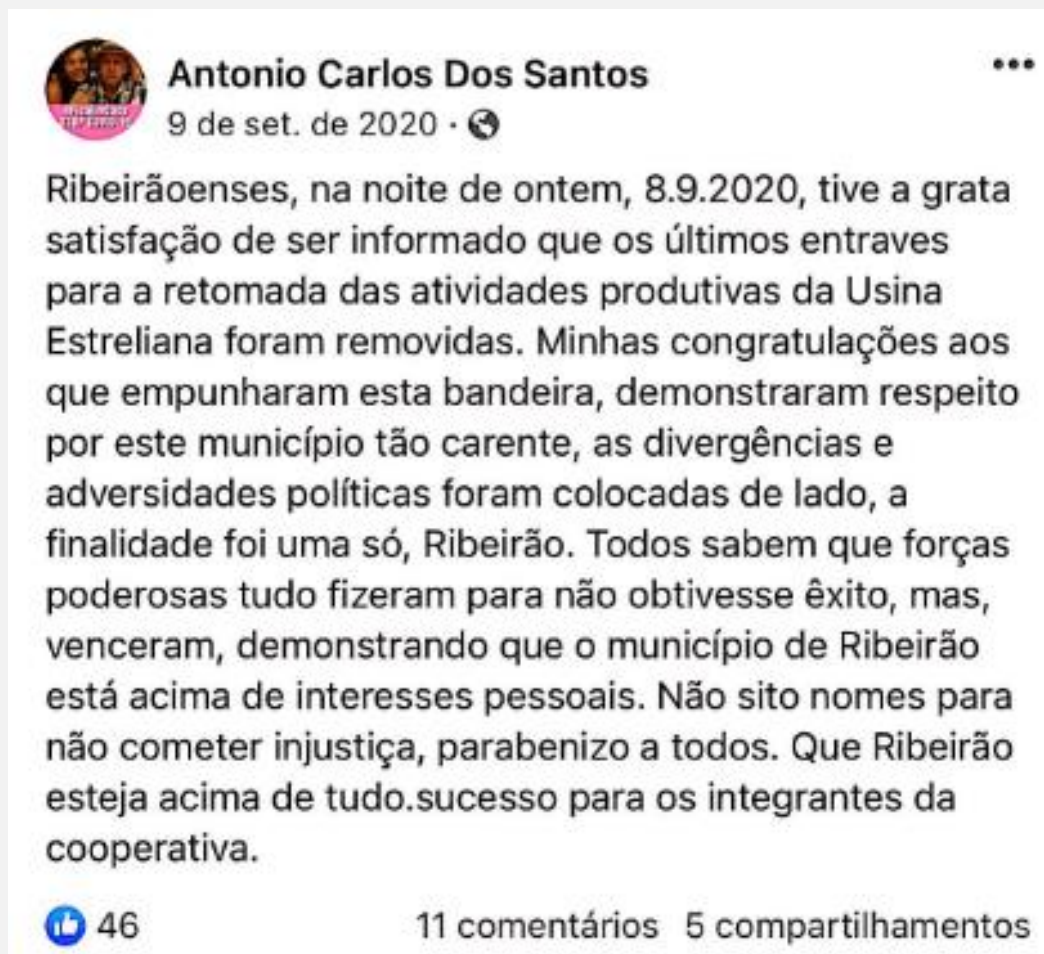 Antonio Carlos Dos Santos
9 de set. de 2020 ·
Ribeirãoenses, na noite de ontem, 8.9.2020, tive a grata
satisfação de ser informado que os últimos entraves
para a retomada das atividades produtivas da Usina
Estreliana foram removidas. Minhas congratulações aos
que empunharam esta bandeira, demonstraram respeito
por este município tão carente, as divergências e
adversidades políticas foram colocadas de lado, a
finalidade foi uma só, Ribeirão. Todos sabem que forças
poderosas tudo fizeram para não obtivesse êxito, mas,
venceram, demonstrando que o município de Ribeirão
está acima de interesses pessoais. Não sito nomes para
não cometer injustiça, parabenizo a todos. Que Ribeirão
esteja acima de tudo.sucesso para os integrantes da
cooperativa.
46 11 comentários 5 compartilhamentos